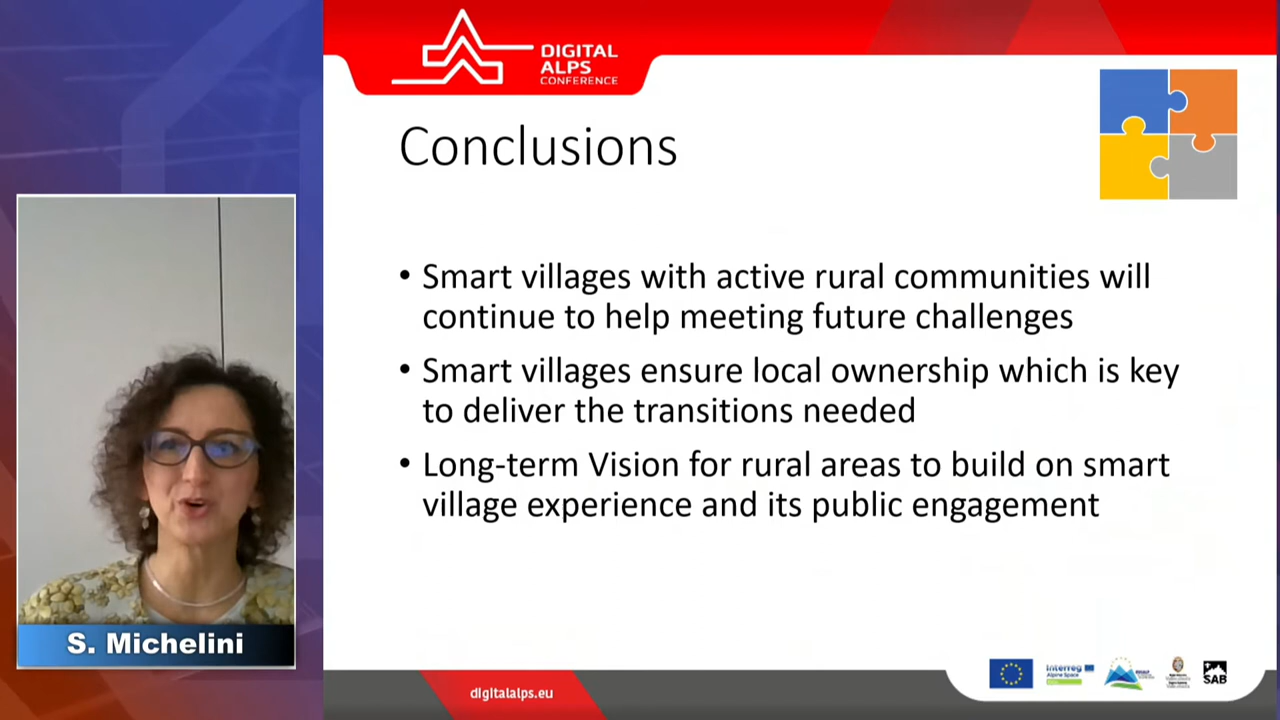 DIGITAL
ALPS
CONFERENCE
Conclusions
• Smart villages with active rural communities will
continue to help meeting future challenges
• Smart villages ensure local ownership which is key
to deliver the transitions needed
• Long-term Vision for rural areas to build on smart
village experience and its public engagement
S. Michelini
digitalalps.eu
Interreg
Alpine Space
SAB